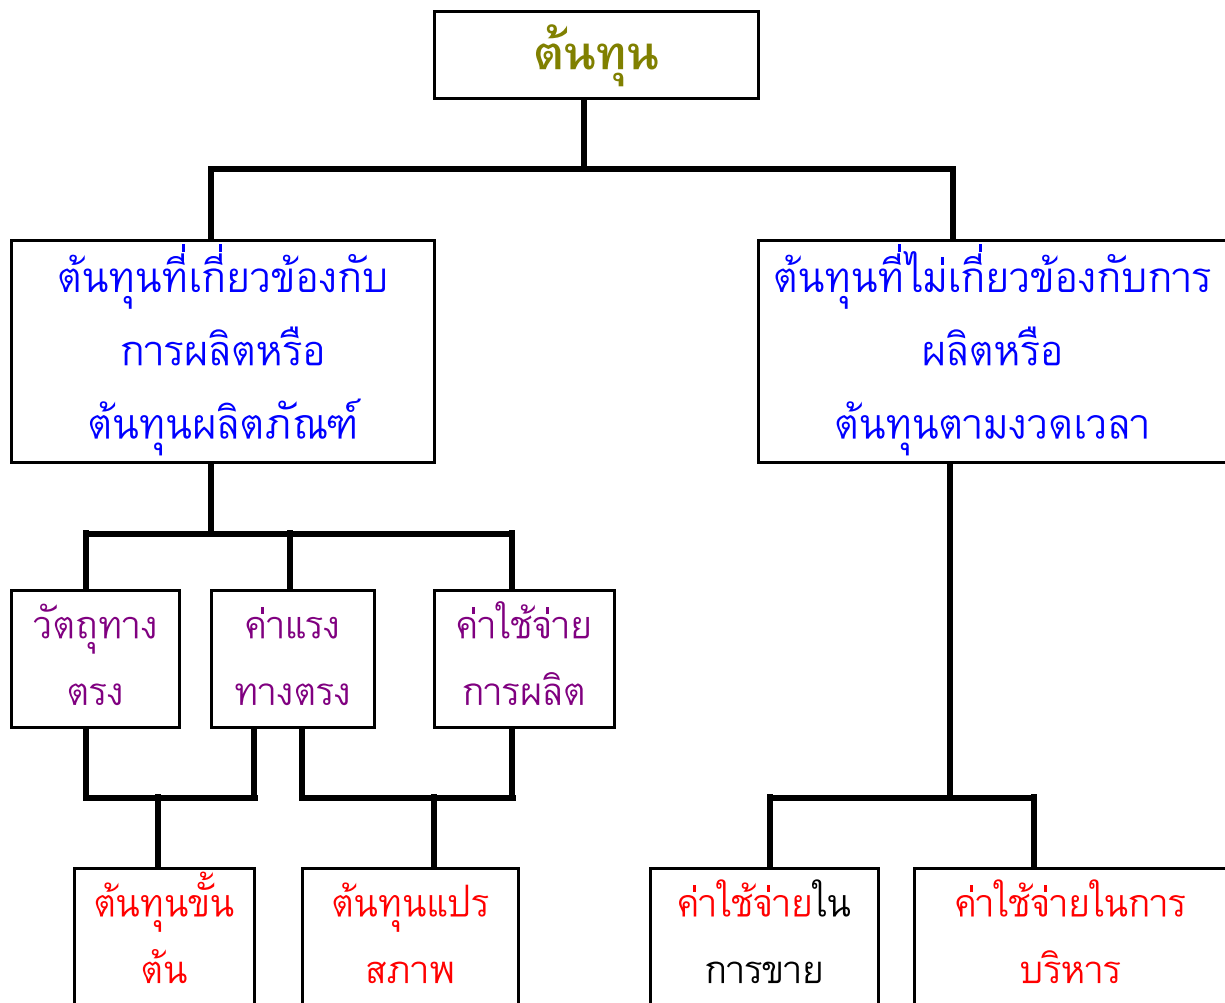 ต้นทุน
ต้นทุนที่เกี่ยวข้องกับ
การผลิตหรือ
ต้นทุนผลิตภัณฑ์
ต้นทุนที่ไม่เกี่ยวข้องกับการ
ผลิตหรือ
ต้นทุนตามงวดเวลา
วัตถุทาง
ตรง
ค่าแรง
ทางตรง
ค่าใช้จ่าย
การผลิต
ต้นทุนขั้น
ต้น
ต้นทุนแปร
สภาพ
ค่าใช้จ่ายใน
การขาย
ค่าใช้จ่ายในการ
บริหาร